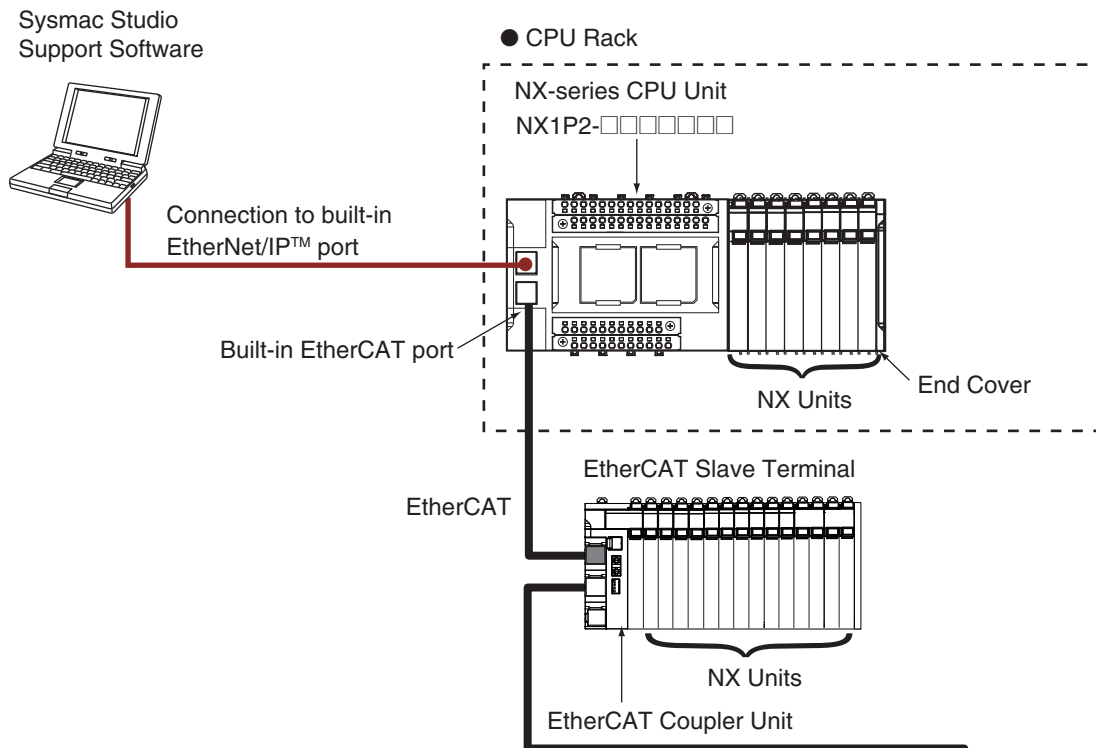 Sysmac Studio
Support Software
● CPU Rack
NX-series CPU Unit
NX1P2-□□□□□□□
Connection to built-in
EtherNet/IP™ port
Built-in EtherCAT port
End Cover
NX Units
EtherCAT Slave Terminal
EtherCAT
NX Units
EtherCAT Coupler Unit